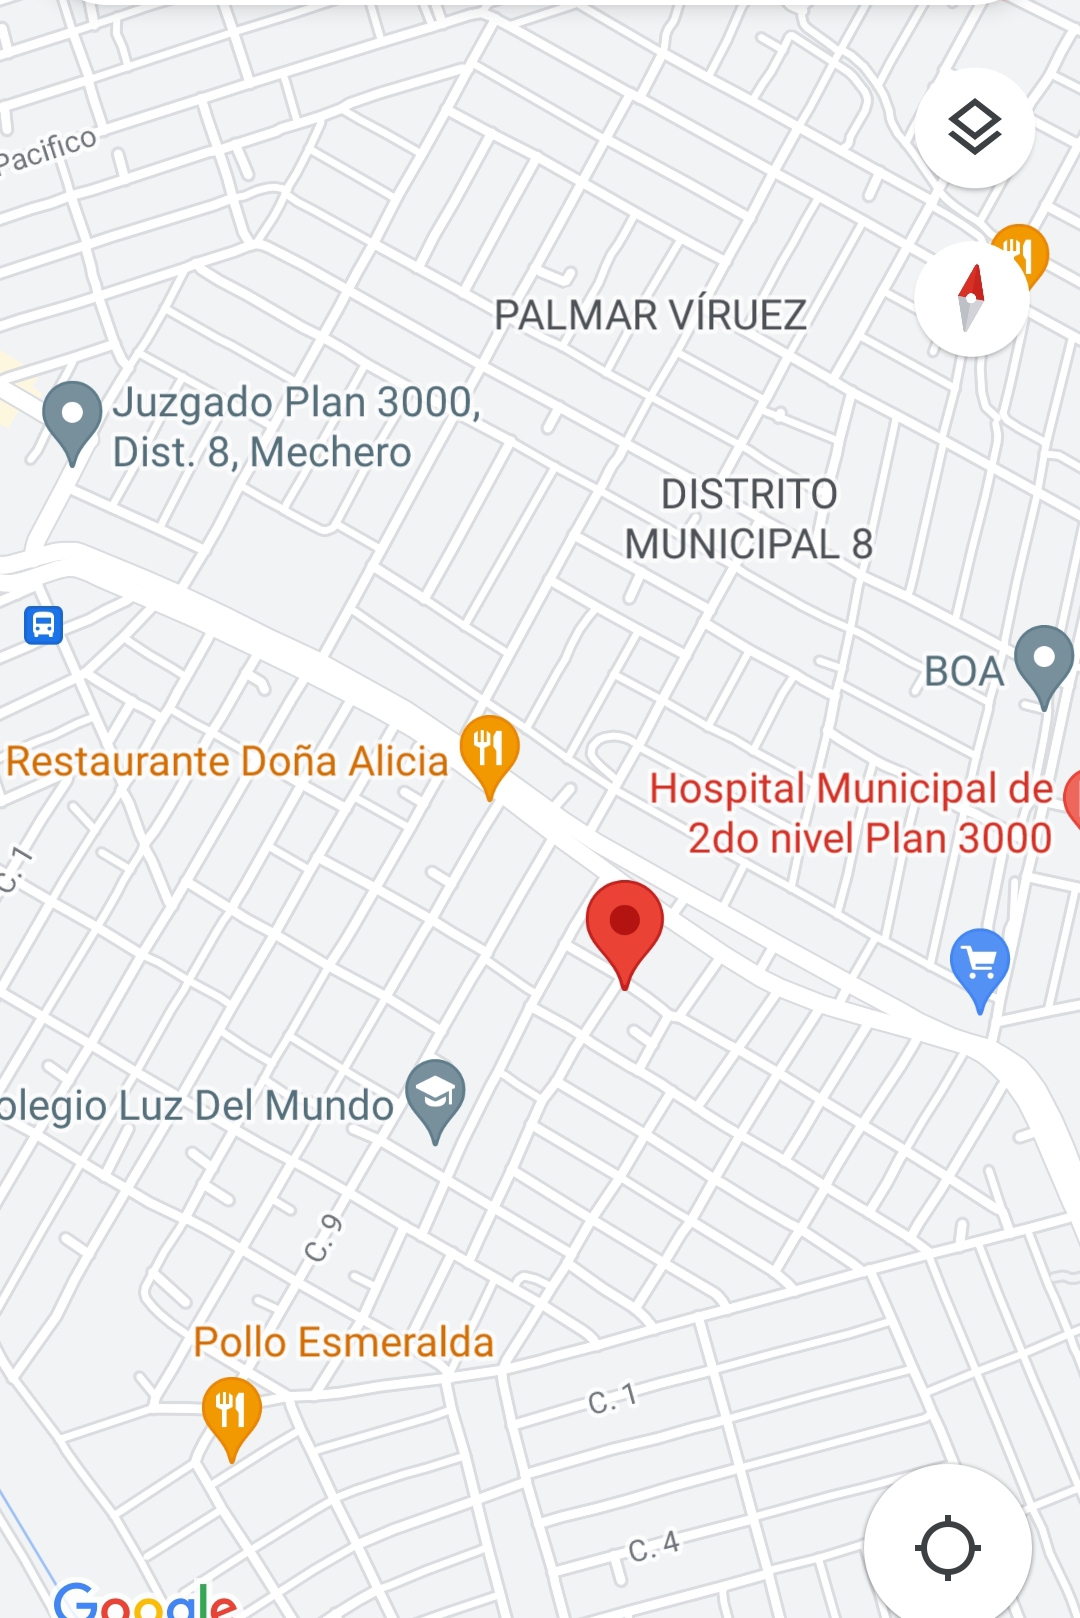 Pacifico
PALMAR VÍRUEZ
Juzgado Plan 3000,
Dist. 8, Mechero
DISTRITO
MUNICIPAL 8
BOA
Restaurante Doña Alicia
Hospital Municipal de
2do nivel Plan 3000
C. 1
olegio Luz Del Mundo
C. 9
Pollo Esmeralda
C. 1
C. 4
Google